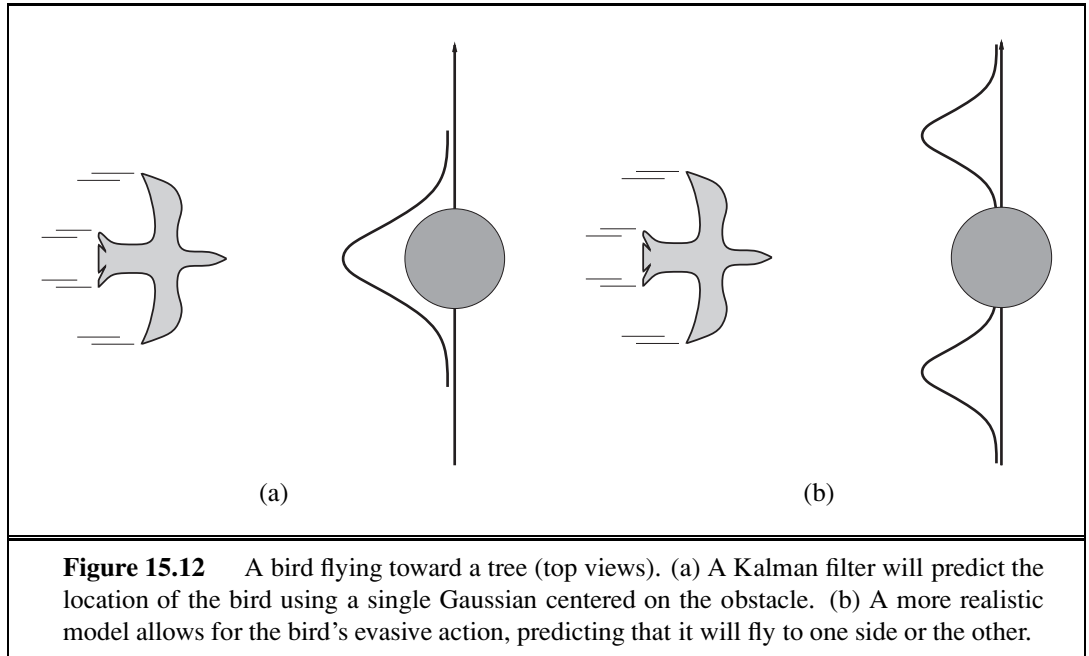 (a) (b)
Figure 15.12 A bird flying toward a tree (top views). (a) A Kalman filter will predict the
location of the bird using a single Gaussian centered on the obstacle. (b) A more realistic
model allows for the bird's evasive action, predicting that it will fly to one side or the other.